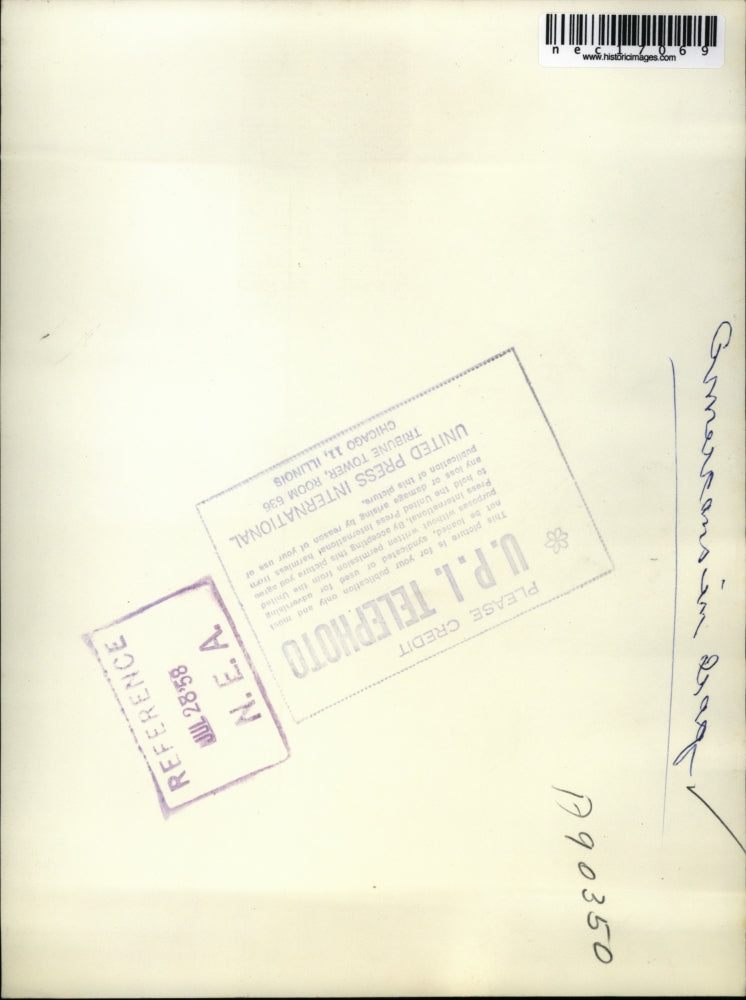 nec17069
www.historicimages.com
Americans in Iraq ✓
PLEASE CREDIT
U.P.I. TELEPHOTO
This picture is for your publication only and must
not be loaned, syndicated or used for advertising
purposes without written permission from the United
Press International. By accepting this picture you agree
to hold the United Press International harmless from
any loss or damage arising by reason of your use or
publication of this picture.
UNITED PRESS INTERNATIONAL
TRIBUNE TOWER, ROOM 636
CHICAGO 11, ILLINOIS
REFERENCE
JUL 28 '58
N. E. A.
A90350